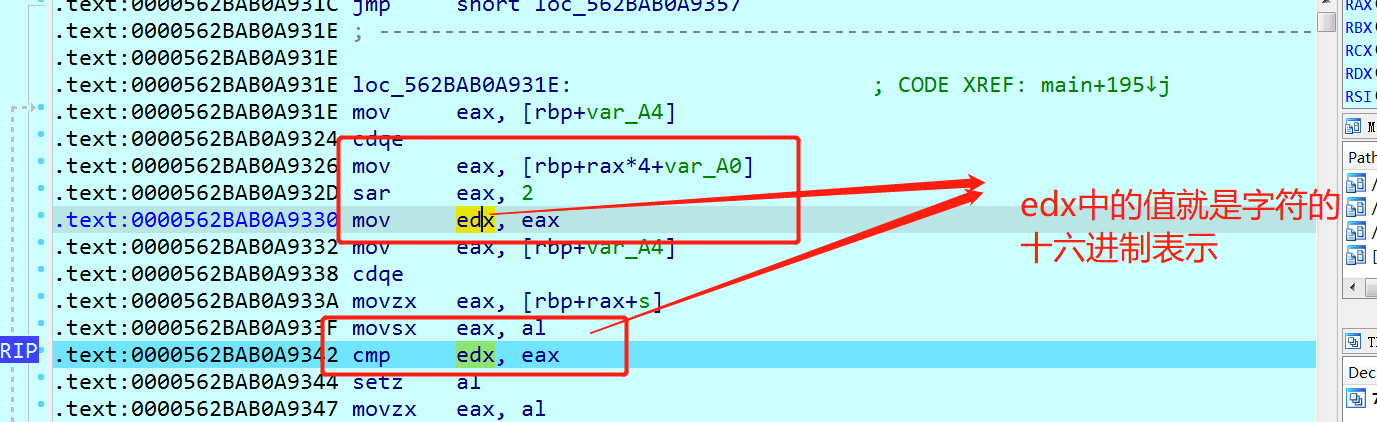 .text:0000562BAB0A931C jmp     short loc_562BAB0A9357
.text:0000562BAB0A931E ; ---------------------------------------------------------------------------
.text:0000562BAB0A931E
.text:0000562BAB0A931E loc_562BAB0A931E:                       ; CODE XREF: main+195↓j
.text:0000562BAB0A931E mov     eax, [rbp+var_A4]
.text:0000562BAB0A9324 cdqe
.text:0000562BAB0A9326 mov     eax, [rbp+rax*4+var_A0]
.text:0000562BAB0A932D sar     eax, 2
.text:0000562BAB0A9330 mov     edx, eax
.text:0000562BAB0A9332 mov     eax, [rbp+var_A4]
.text:0000562BAB0A9338 cdqe
.text:0000562BAB0A933A movzx   eax, [rbp+rax+s]
.text:0000562BAB0A933F movsx   eax, al
.text:0000562BAB0A9342 cmp     edx, eax
.text:0000562BAB0A9344 setz    al
.text:0000562BAB0A9347 movzx   eax, al
RIP
edx中的值就是字符的
十六进制表示
RAX
RBX
RCX
RDX
RSI
M
Path
/
/
/
[
Dec
7